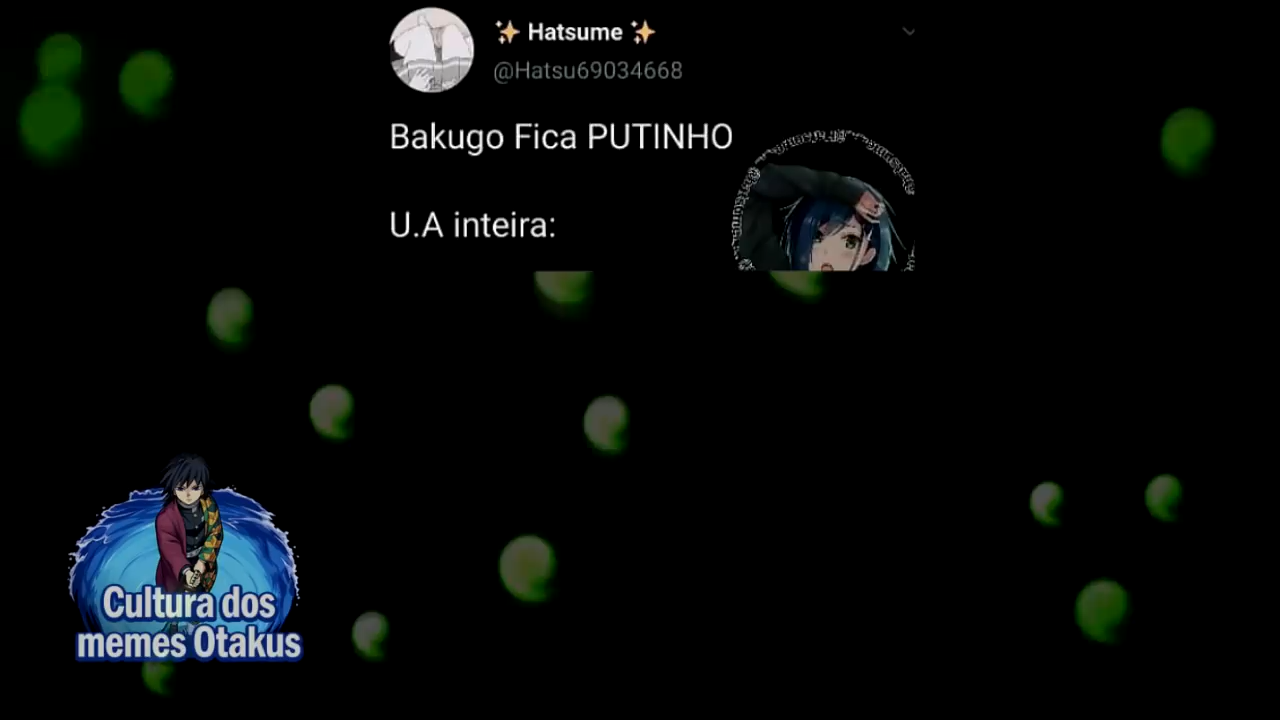 ✨ Hatsume ✨
@Hatsu69034668
Bakugo Fica PUTINHO
U.A inteira:
Cultura dos
memes Otakus